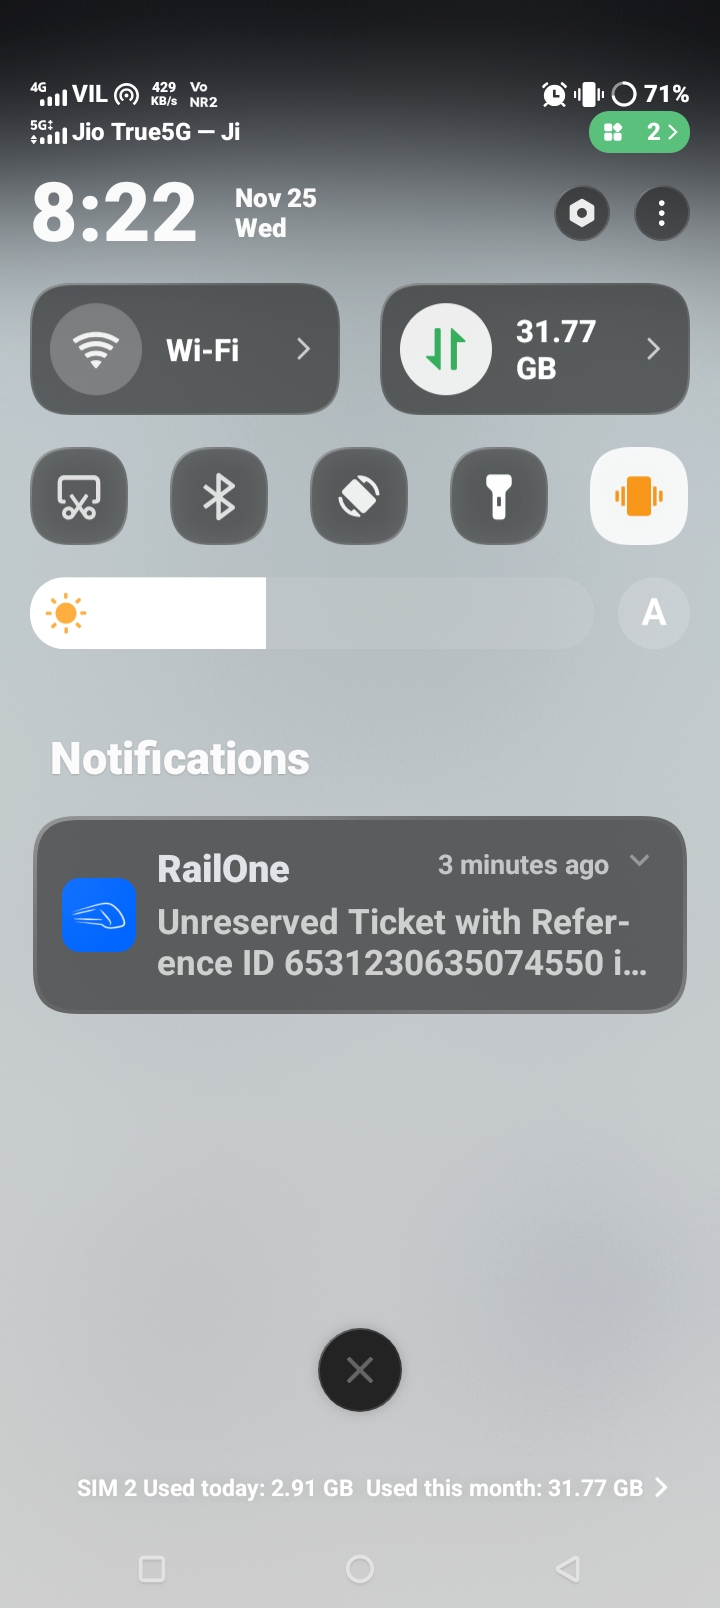 4G VIL 429 KB/s Vo NR2 71%
5G‡ Jio True5G — Ji 2
8:22 Nov 25
Wed
Wi-Fi
31.77
GB
A
Notifications
RailOne 3 minutes ago
Unreserved Ticket with Refer-
ence ID 6531230635074550 i...
SIM 2 Used today: 2.91 GB Used this month: 31.77 GB